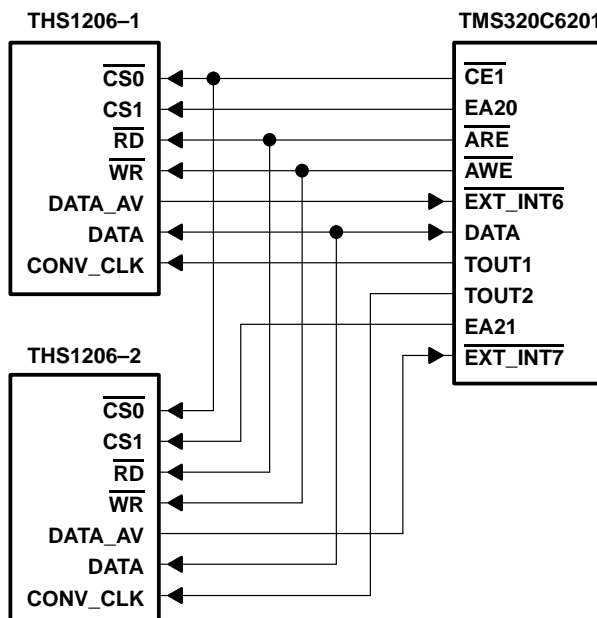 THS1206–1
TMS320C6201
CS0
CS1
RD
WR
DATA_AV
DATA
CONV_CLK
CE1
EA20
ARE
AWE
EXT_INT6
DATA
TOUT1
TOUT2
EA21
EXT_INT7
THS1206–2
CS0
CS1
RD
WR
DATA_AV
DATA
CONV_CLK